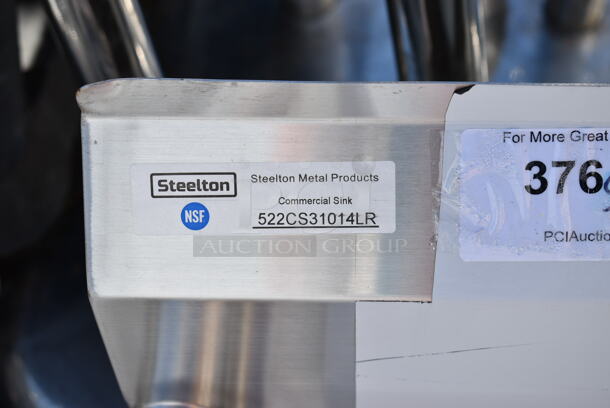 Steelton
Steelton Metal Products
Commercial Sink
NSF
522CS31014LR
AUCTION GROUP
For More Great
376
PCIAuctio